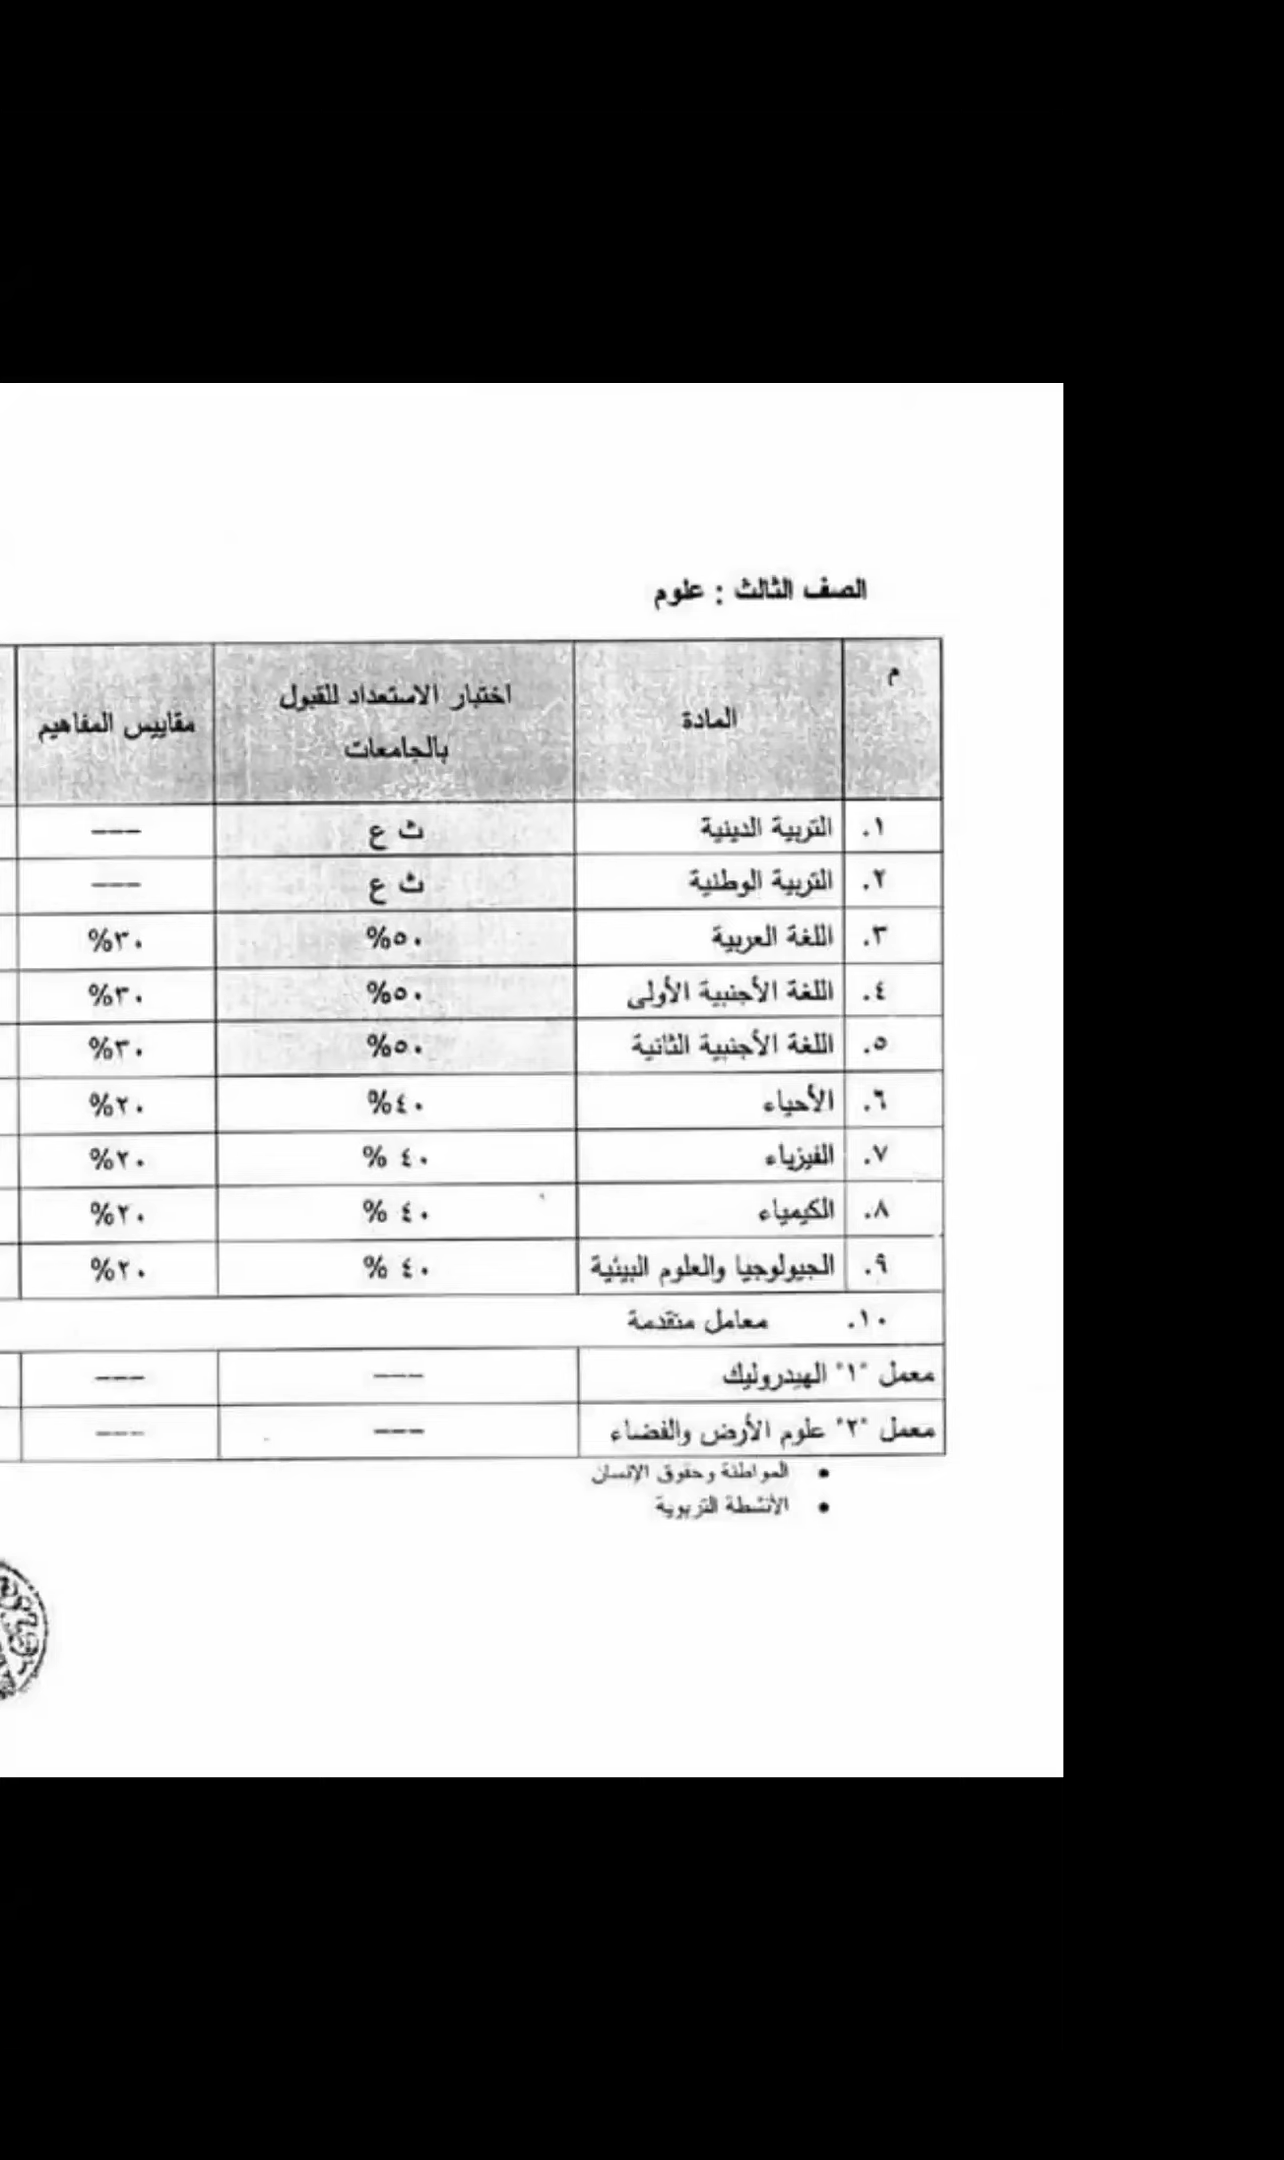 الصف الثالث : علوم
م المادة اختبار الاستعداد للقبول بالجامعات مقاييس المفاهيم
١. التربية الدينية ث ع ---
٢. التربية الوطنية ث ع ---
٣. اللغة العربية ٥٠% ٣٠%
٤. اللغة الأجنبية الأولى ٥٠% ٣٠%
٥. اللغة الأجنبية الثانية ٥٠% ٣٠%
٦. الأحياء ٤٠% ٢٠%
٧. الفيزياء ٤٠ % ٢٠%
٨. الكيمياء ٤٠ % ٢٠%
٩. الجيولوجيا والعلوم البيئية ٤٠ % ٢٠%
١٠. معامل متقدمة
معمل "١" الهيدروليك --- ---
معمل "٢" علوم الأرض والفضاء --- ---
• المواطنة وحقوق الإنسان
• الأنشطة التربوية